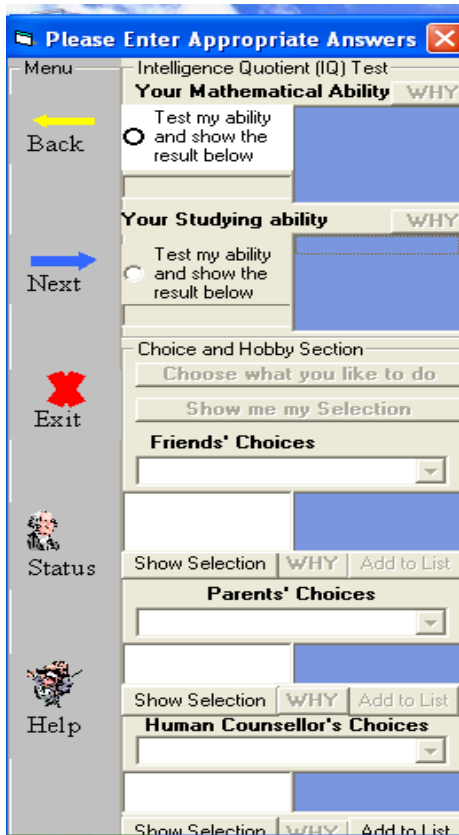 Please Enter Appropriate Answers
Menu
Back
Next
Exit
Status
Help
Intelligence Quotient (IQ) Test
Your Mathematical Ability WHY
Test my ability
and show the
result below
Your Studying ability WHY
Test my ability
and show the
result below
Choice and Hobby Section
Choose what you like to do
Show me my Selection
Friends' Choices
Show Selection WHY Add to List
Parents' Choices
Show Selection WHY Add to List
Human Counsellor's Choices
Show Selection WHY Add to List